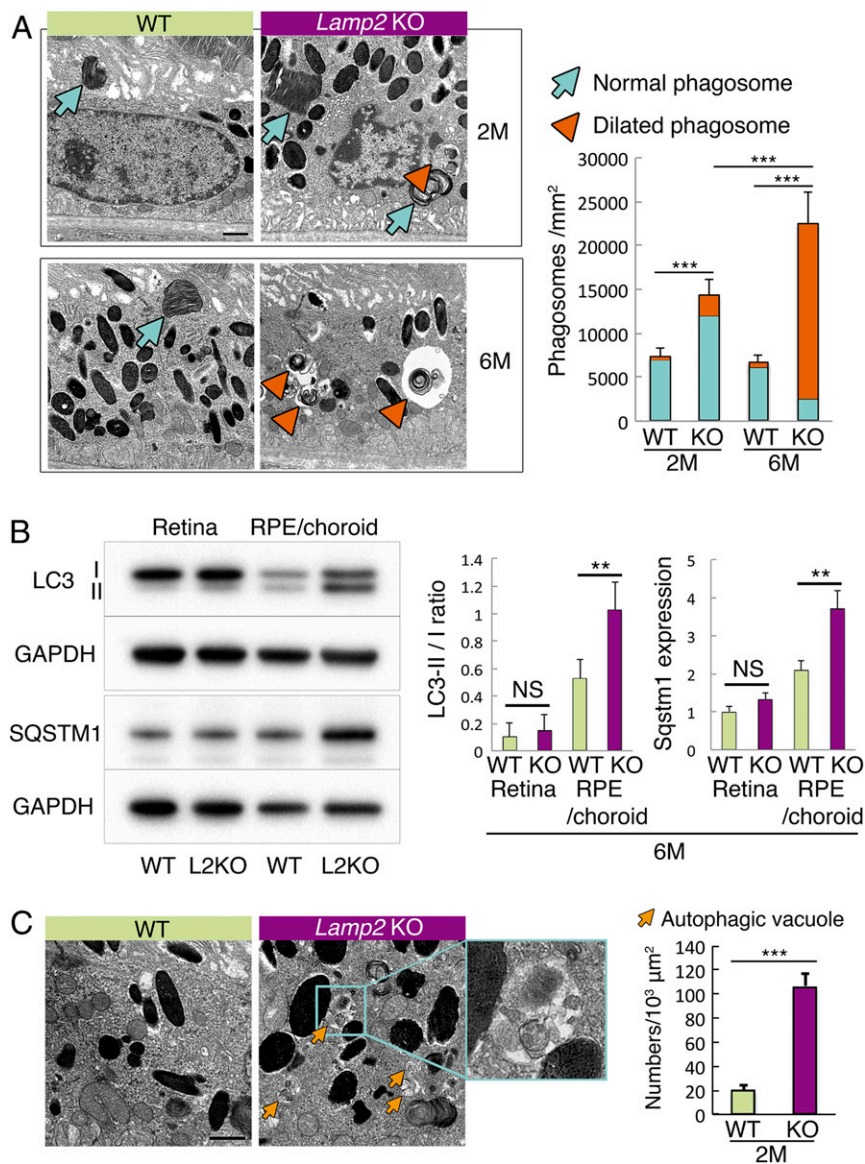 A
WT
Lamp2 KO
2M
6M
Normal phagosome
Dilated phagosome
Phagosomes /mm²
30000
25000
20000
15000
10000
5000
0
***
***
***
WT KO WT KO
2M 6M
B
Retina RPE/choroid
LC3 I
II
GAPDH
SQSTM1
GAPDH
WT L2KO WT L2KO
LC3-II / I ratio
1.4
1.2
1
0.8
0.6
0.4
0.2
0
NS
**
WT KO WT KO
Retina RPE
/choroid
Sqstm1 expression
5
4
3
2
1
0
NS
**
WT KO WT KO
Retina RPE
/choroid
6M
C
WT
Lamp2 KO
Autophagic vacuole
Numbers/10³ μm²
140
120
100
80
60
40
20
0
***
WT KO
2M